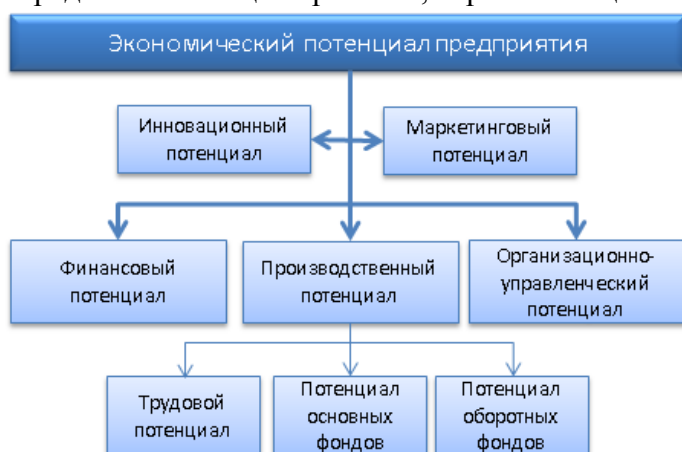 Экономический потенциал предприятия
Инновационный
потенциал
Маркетинговый
потенциал
Финансовый
потенциал
Производственный
потенциал
Организационно-
управленческий
потенциал
Трудовой
потенциал
Потенциал
основных
фондов
Потенциал
оборотных
фондов